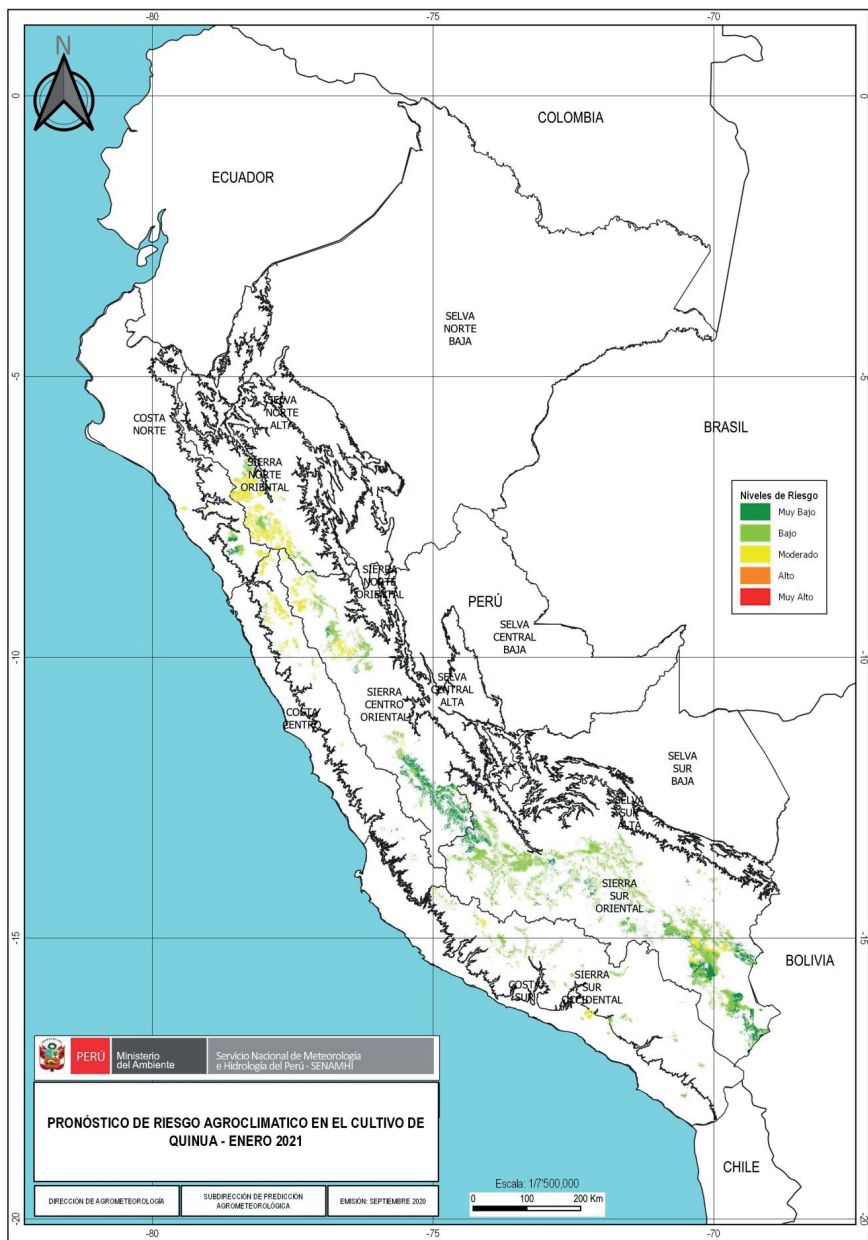 -80
-75
-70
N
0
0
COLOMBIA
ECUADOR
SELVA
NORTE
BAJA
-5
-5
COSTA
NORTE
SELVA
NORTE
ALTA
BRASIL
SIERRA
NORTE
ORIENTAL
Niveles de Riesgo
Muy Bajo
Bajo
Moderado
Alto
Muy Alto
SIERRA
NORTE
ORIENTAL
PERÚ
SELVA
CENTRAL
BAJA
-10
-10
SELVA
CENTRAL
ALTA
SIERRA
CENTRO
ORIENTAL
COSTA
CENTRO
SELVA
SUR
BAJA
SELVA
SUR
ALTA
SIERRA
SUR
ORIENTAL
-15
-15
BOLIVIA
SIERRA
SUR
OCCIDENTAL
COSTA
SUR
PERÚ
Ministerio
del Ambiente
Servicio Nacional de Meteorología
e Hidrología del Perú - SENAMHI
PRONÓSTICO DE RIESGO AGROCLIMATICO EN EL CULTIVO DE
QUINUA - ENERO 2021
DIRECCIÓN DE AGROMETEOROLOGÍA
SUBDIRECCIÓN DE PREDICCIÓN
AGROMETEOROLÓGICA
EMISIÓN: SEPTIEMBRE 2020
Escala: 1/7'500,000
0 100 200 Km
CHILE
-20
-20
-80
-75
-70